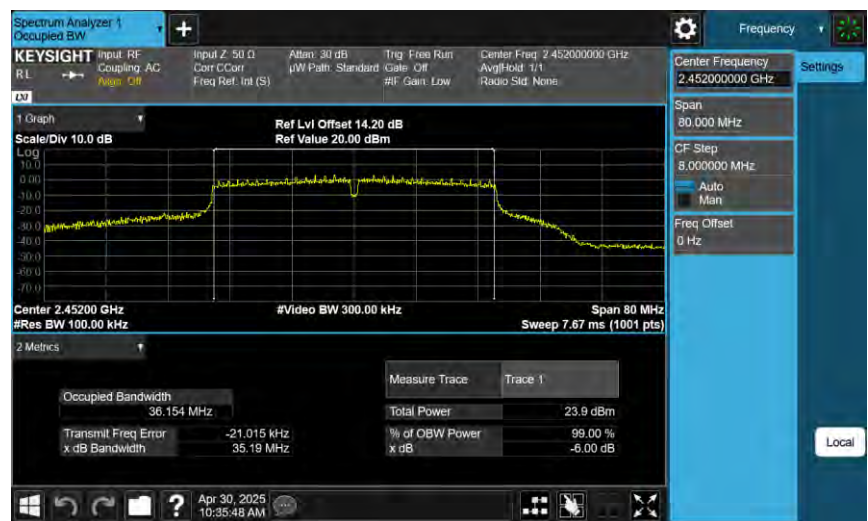 Spectrum Analyzer 1
Occupied BW
Frequency
KEYSIGHT
RL
LXI
Input: RF
Coupling: AC
Align: Off
Input Z: 50 Ω
Corr CCorr
Freq Ref: Int (S)
Atten: 30 dB
µW Path: Standard
Trig: Free Run
Gate: Off
#IF Gain: Low
Center Freq: 2.452000000 GHz
Avg|Hold: 1/1
Radio Std: None
Center Frequency
2.452000000 GHz
Settings
Span
80.000 MHz
CF Step
8.000000 MHz
Auto
Man
Freq Offset
0 Hz
1 Graph
Scale/Div 10.0 dB
Ref Lvl Offset 14.20 dB
Ref Value 20.00 dBm
Log
10.0
0.00
-10.0
-20.0
-30.0
-40.0
-50.0
-60.0
-70.0
Center 2.45200 GHz
#Res BW 100.00 kHz
#Video BW 300.00 kHz
Span 80 MHz
Sweep 7.67 ms (1001 pts)
2 Metrics
Measure Trace Trace 1
Occupied Bandwidth
36.154 MHz
Total Power 23.9 dBm
Transmit Freq Error -21.015 kHz
% of OBW Power 99.00 %
x dB Bandwidth 35.19 MHz
x dB -6.00 dB
Local
Apr 30, 2025
10:35:48 AM